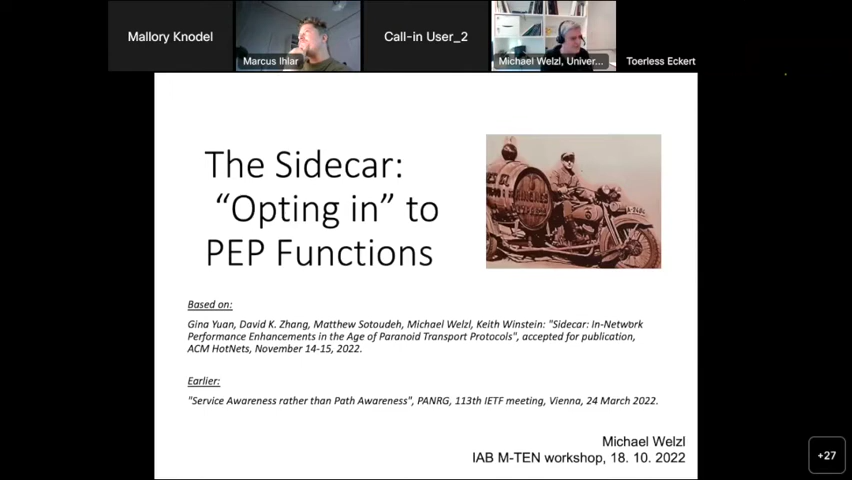 Mallory Knodel
Marcus Ihlar
Call-in User_2
Michael Welzl, Univer...
Toerless Eckert
The Sidecar:
“Opting in” to
PEP Functions
Based on:
Gina Yuan, David K. Zhang, Matthew Sotoudeh, Michael Welzl, Keith Winstein: "Sidecar: In-Network
Performance Enhancements in the Age of Paranoid Transport Protocols", accepted for publication,
ACM HotNets, November 14-15, 2022.
Earlier:
"Service Awareness rather than Path Awareness", PANRG, 113th IETF meeting, Vienna, 24 March 2022.
Michael Welzl
IAB M-TEN workshop, 18. 10. 2022
+27